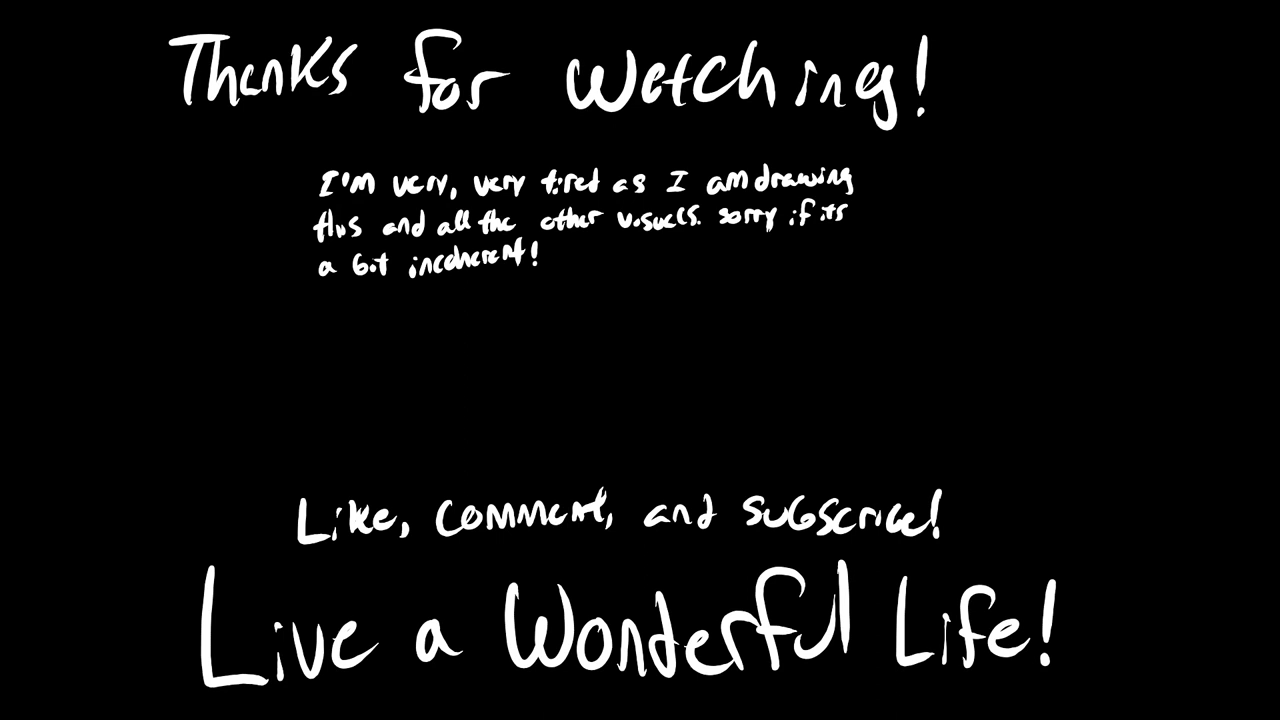 Thanks for watching!
I'm very, very tired as I am drawing
this and all the other visuals. sorry if its
a bit incoherent!
Like, comment, and subscribe!
Live a Wonderful Life!